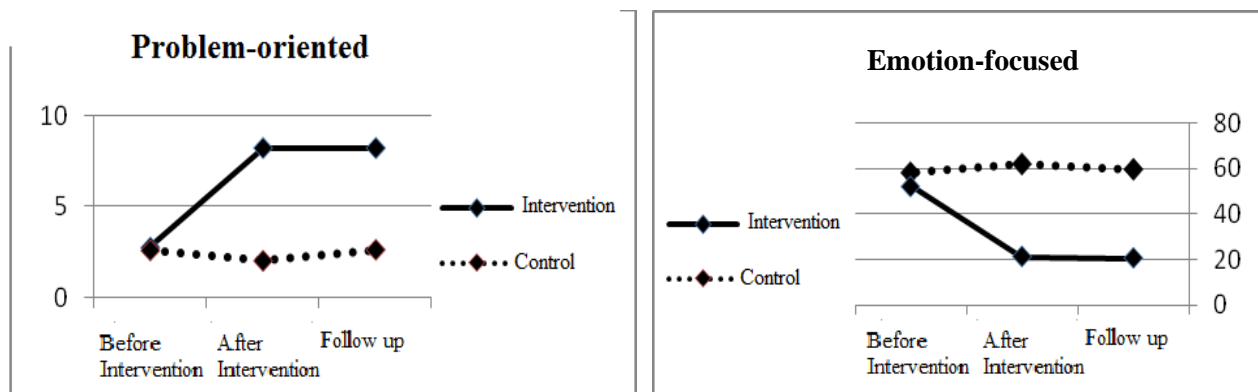 Problem-oriented
10
5
0
Before
Intervention
After
Intervention
Follow up
Intervention
Control
Emotion-focused
80
60
40
20
0
Before
Intervention
After
Intervention
Follow up
Intervention
Control